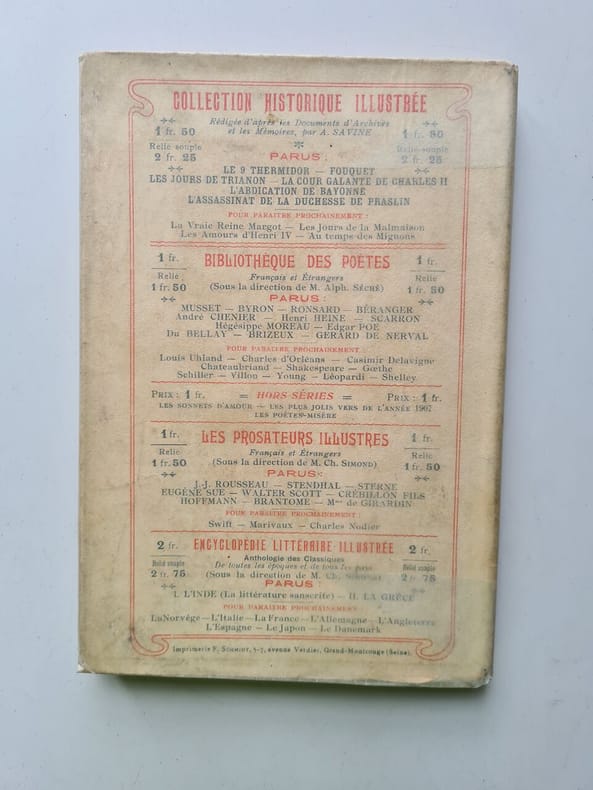 COLLECTION HISTORIQUE ILLUSTRÉE
Rédigée d'après les Documents d'Archives
1 fr. 50 et les Mémoires, par A. SAVINE 1 fr. 50
Relié souple Relié souple
2 fr. 25 PARUS : 2 fr. 25
LE 9 THERMIDOR — FOUQUET
LES JOURS DE TRIANON — LA COUR GALANTE DE CHARLES II
L'ABDICATION DE BAYONNE
L'ASSASSINAT DE LA DUCHESSE DE PRASLIN
POUR PARAITRE PROCHAINEMENT :
La Vraie Reine Margot — Les Jours de la Malmaison
Les Amours d'Henri IV — Au temps des Mignons
1 fr. BIBLIOTHÈQUE DES POÈTES 1 fr.
Relié Français et Étrangers Relié
1 fr. 50 (Sous la direction de M. Alph. SÉCHÉ) 1 fr. 50
PARUS :
MUSSET — BYRON — RONSARD — BÉRANGER
André CHENIER — Henri HEINE — SCARRON
Hégésippe MOREAU — Edgar POE
Du BELLAY — BRIZEUX — GERARD DE NERVAL
POUR PARAITRE PROCHAINEMENT :
Louis Uhland — Charles d'Orléans — Casimir Delavigne
Chateaubriand — Shakespeare — Gœthe
Schiller — Villon — Young — Léopardi — Shelley
PRIX : 1 fr. = HORS SÉRIES = PRIX : 1 fr.
LES SONNETS D'AMOUR — LES PLUS JOLIS VERS DE L'ANNÉE 1907
LES POÈTES-MISÈRE
1 fr. LES PROSATEURS ILLUSTRES 1 fr.
Relié Français et Étrangers Relié
1 fr. 50 (Sous la direction de M. Ch. SIMOND) 1 fr. 50
PARUS :
J.-J. ROUSSEAU — STENDHAL — STERNE
EUGÈNE SUE — WALTER SCOTT — CRÉBILLON FILS
HOFFMANN — BRANTOME — Mme de GIRARDIN
POUR PARAITRE PROCHAINEMENT :
Swift — Marivaux — Charles Nodier
2 fr. ENCYCLOPÉDIE LITTÉRAIRE ILLUSTRÉE 2 fr.
Relié souple Anthologie des Classiques Relié souple
De toutes les époques et de tous les pays
2 fr. 75 (Sous la direction de M. Ch. SIMOND) 2 fr. 75
PARUS :
I. L'INDE (La littérature sanscrite) — II. LA GRÈCE
POUR PARAITRE PROCHAINEMENT
La Norvège — L'Italie — La France — L'Allemagne — L'Angleterre
L'Espagne — Le Japon — Le Danemark
Imprimerie F. SCHMIDT, 5-7, avenue Verdier, Grand-Montrouge (Seine).